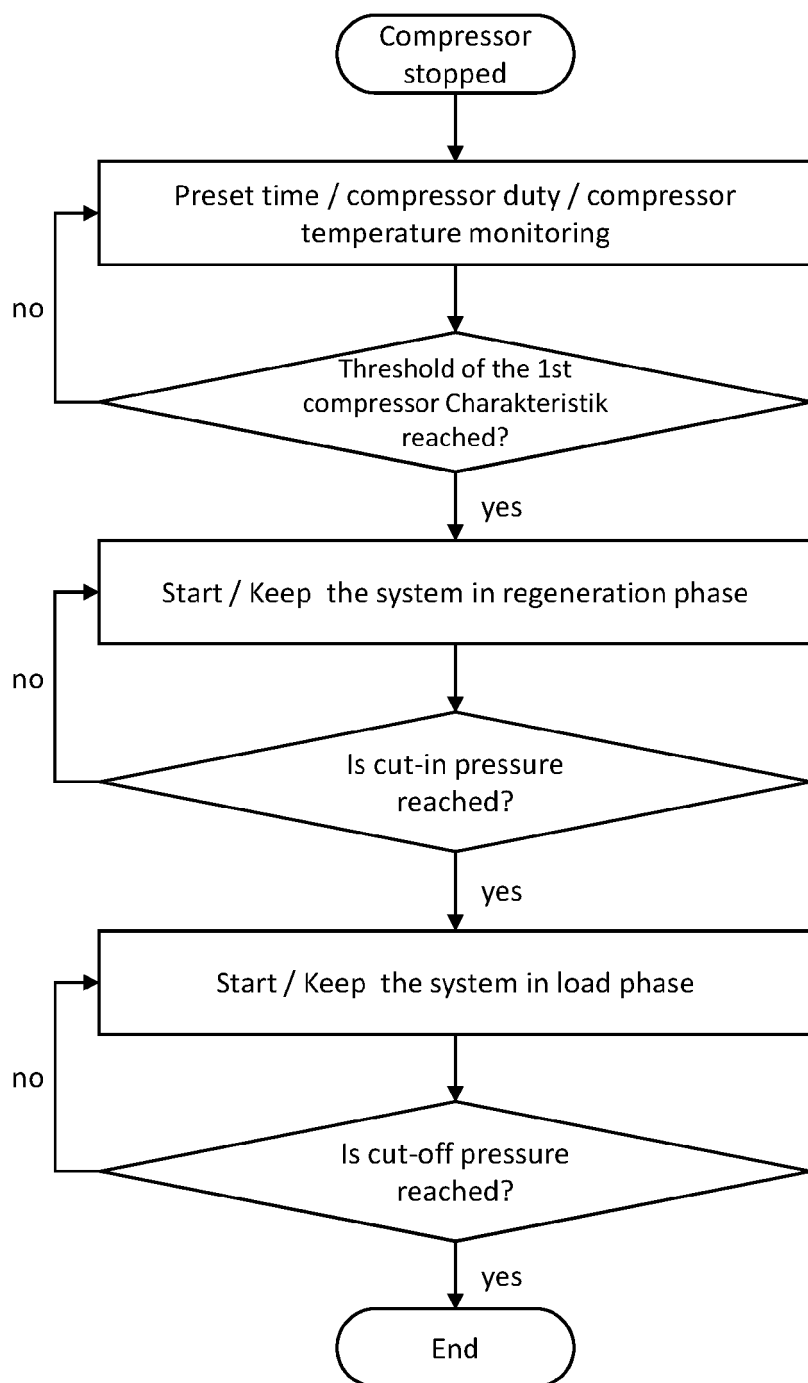 Compressor
stopped
Preset time / compressor duty / compressor
temperature monitoring
no
Threshold of the 1st
compressor Charakteristik
reached?
yes
Start / Keep the system in regeneration phase
no
Is cut-in pressure
reached?
yes
Start / Keep the system in load phase
no
Is cut-off pressure
reached?
yes
End